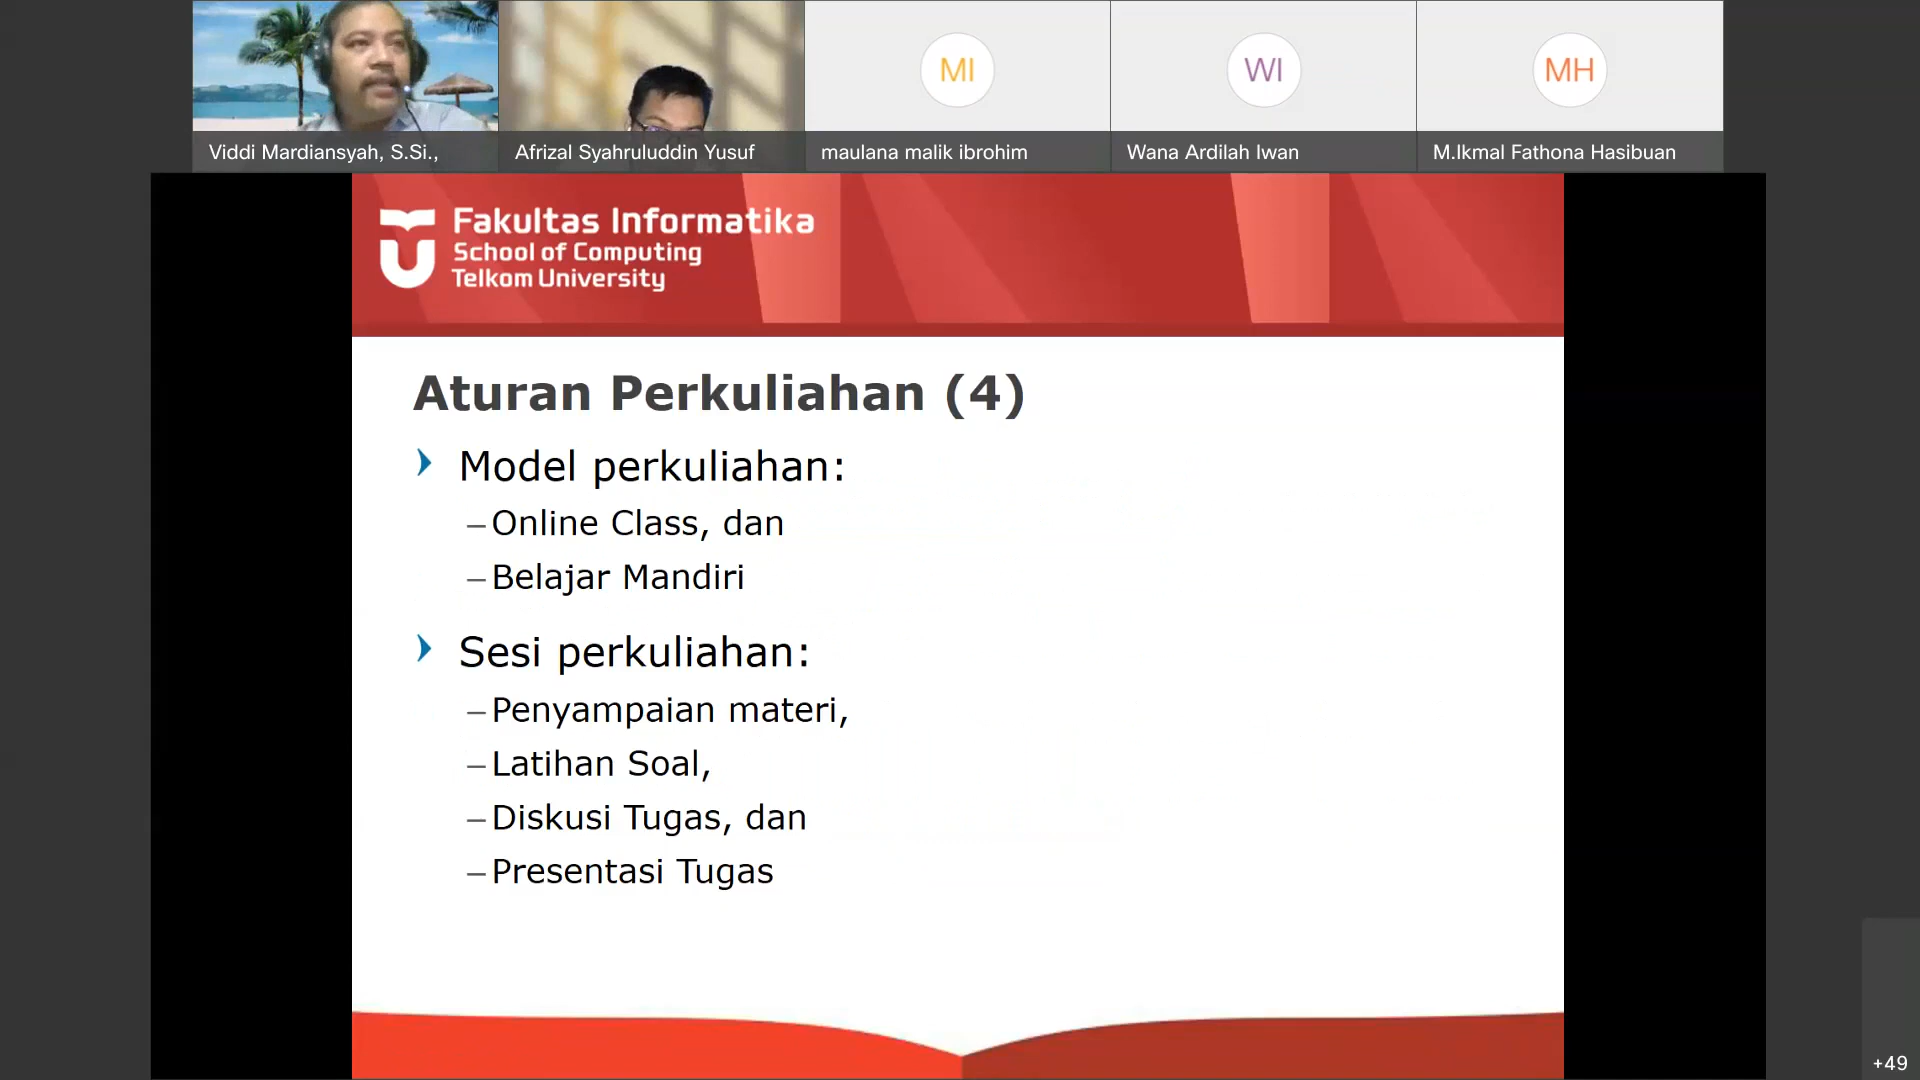 MI
WI
MH
Viddi Mardiansyah, S.Si.,
Afrizal Syahruluddin Yusuf
maulana malik ibrohim
Wana Ardilah Iwan
M.Ikmal Fathona Hasibuan
Fakultas Informatika
School of Computing
Telkom University
Aturan Perkuliahan (4)
Model perkuliahan:
–Online Class, dan
–Belajar Mandiri
Sesi perkuliahan:
–Penyampaian materi,
–Latihan Soal,
–Diskusi Tugas, dan
–Presentasi Tugas
+49